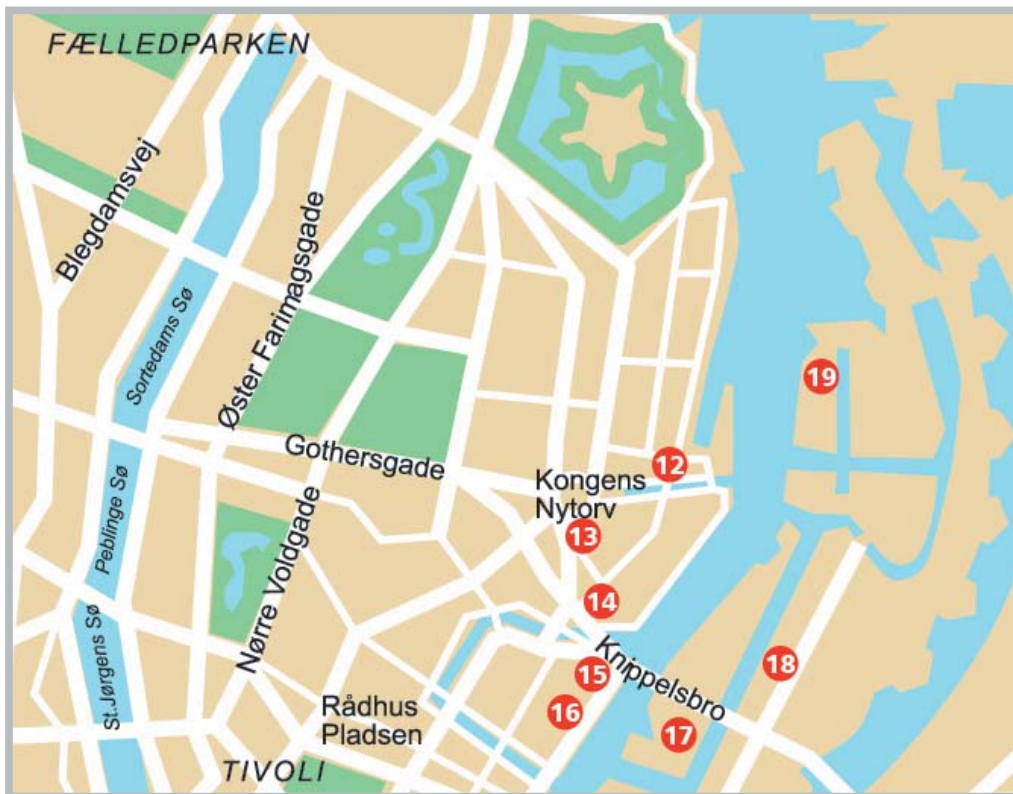 FÆLLEDPARKEN
Blegdamsvej
Sortedams Sø
Øster Farimagsgade
19
Gothersgade
12
Kongens
Nytorv
13
Peblinge Sø
Nørre Voldgade
14
St.Jørgens Sø
Knippelsbro
15
18
16
17
Rådhus
Pladsen
TIVOLI